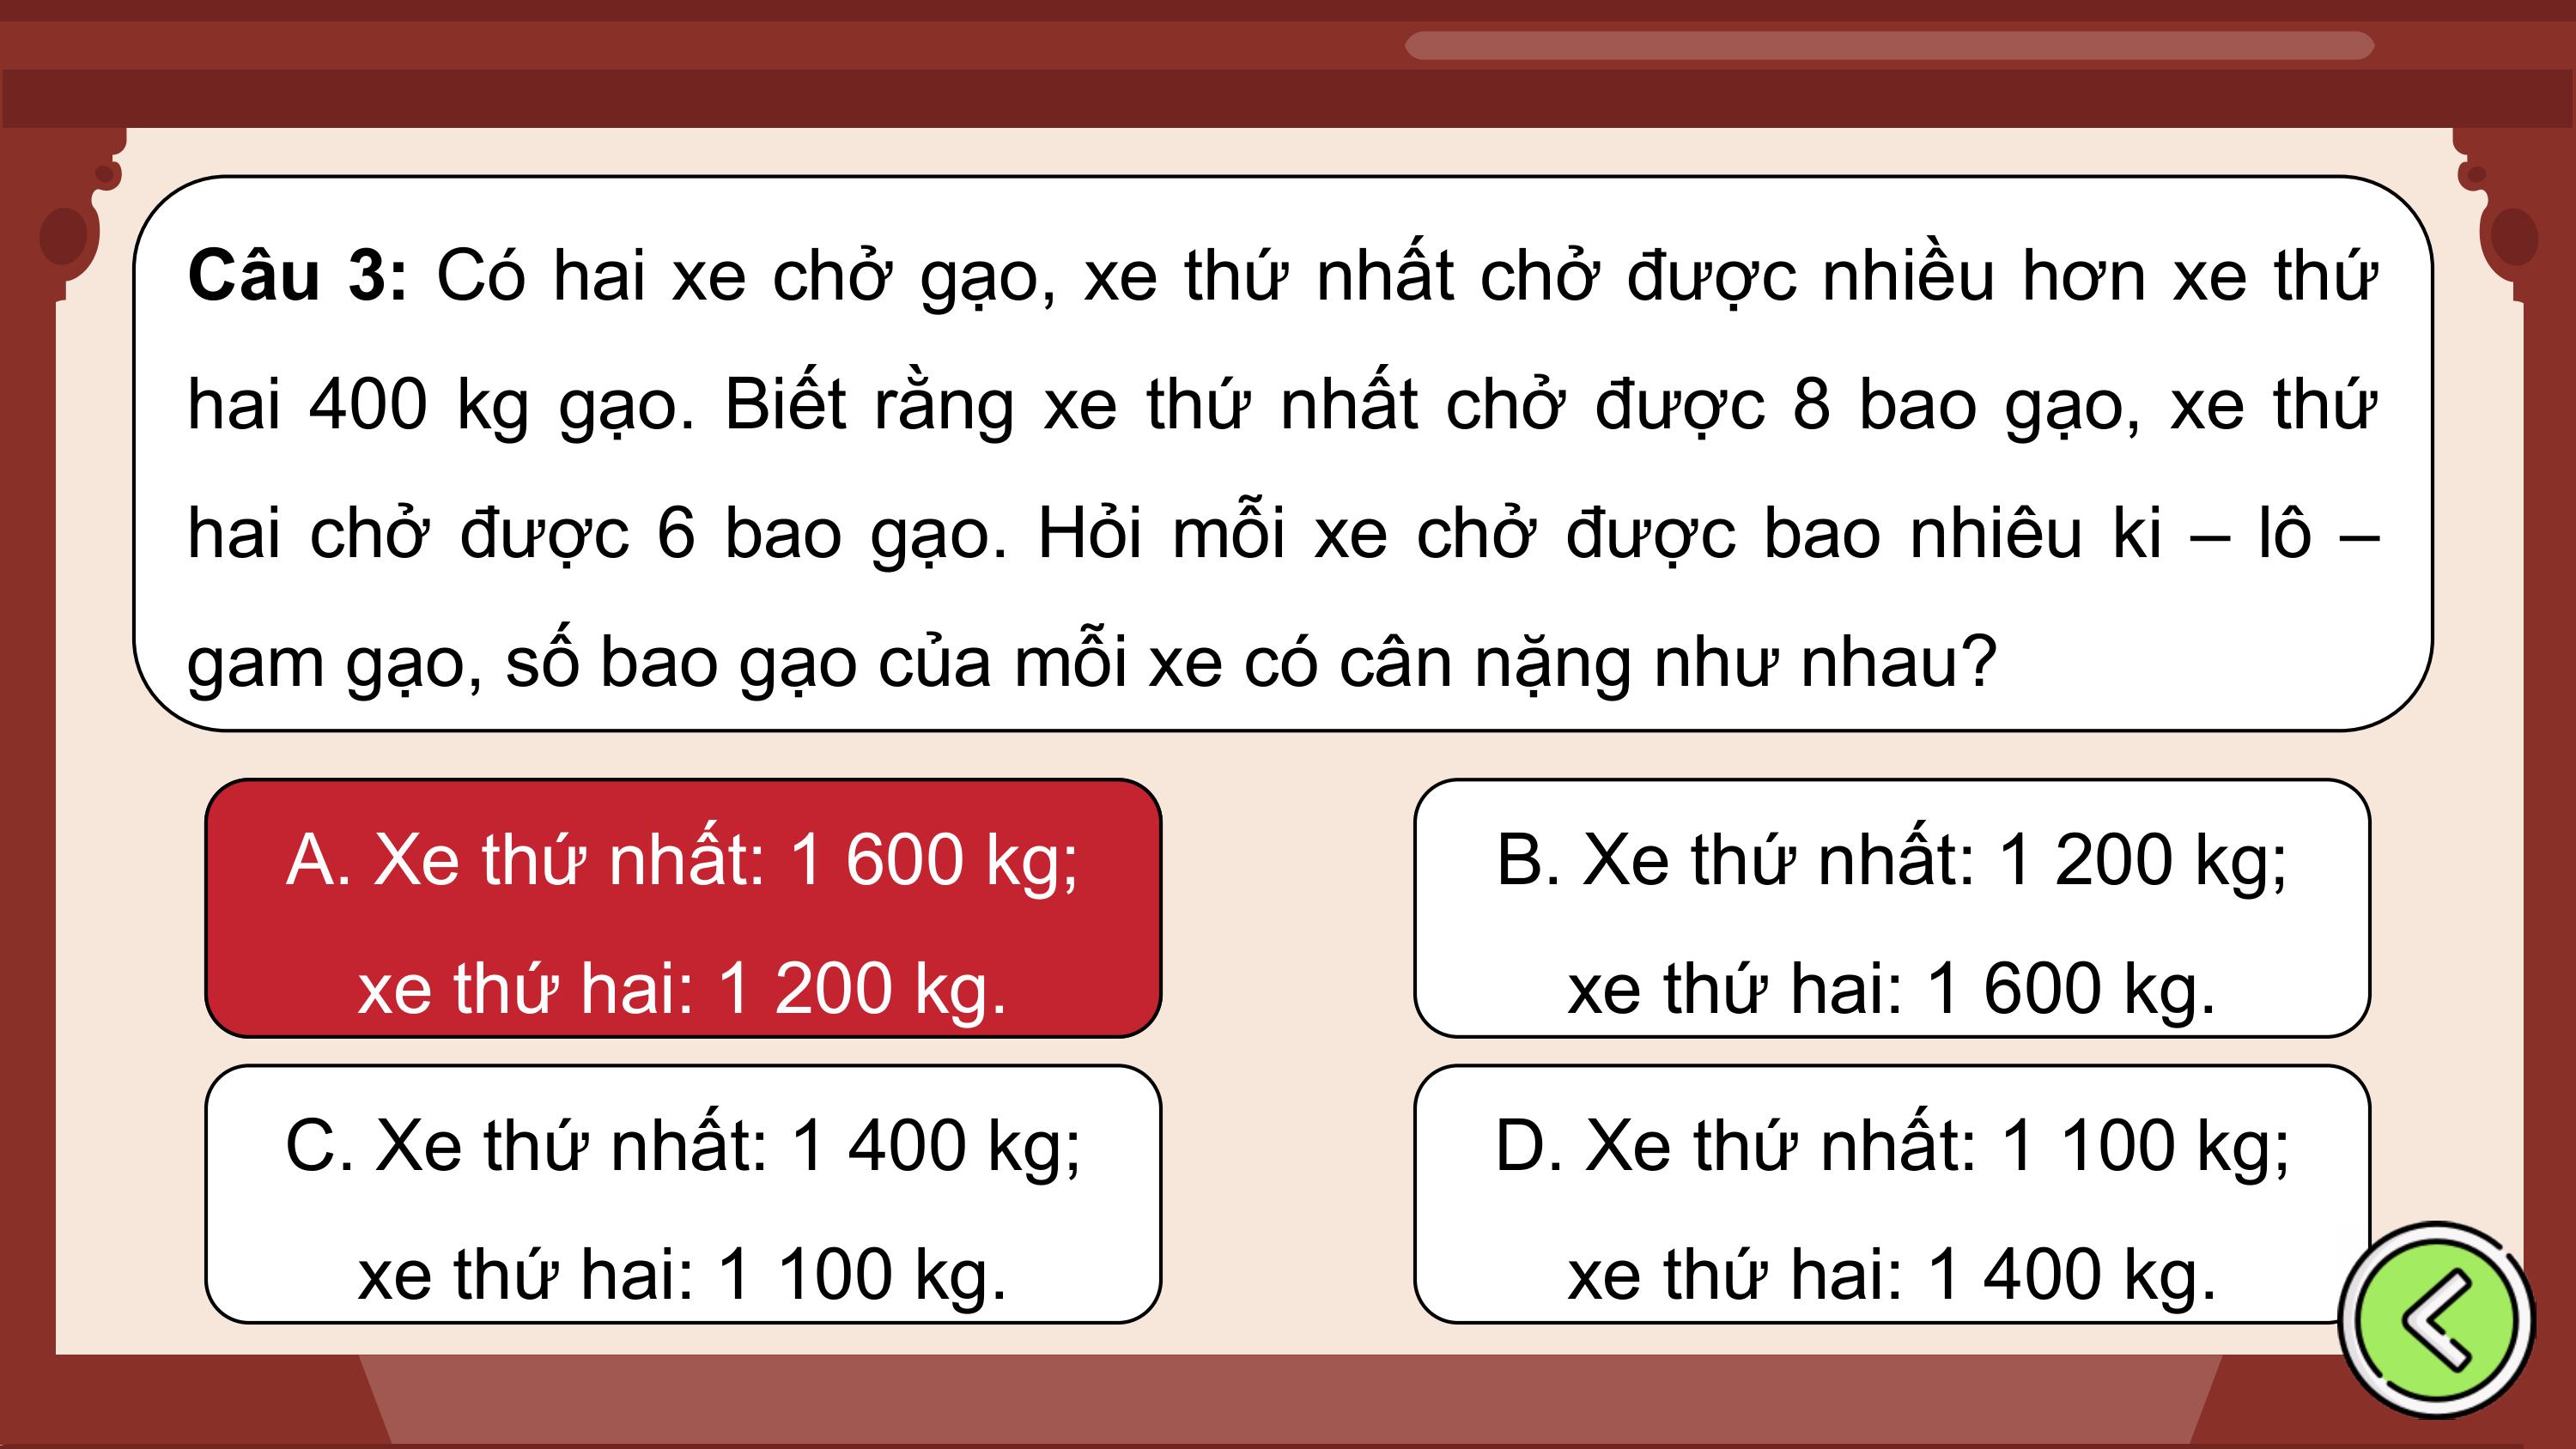 Câu 3: Có hai xe chở gạo, xe thứ nhất chở được nhiều hơn xe thứ
hai 400 kg gạo. Biết rằng xe thứ nhất chở được 8 bao gạo, xe thứ
hai chở được 6 bao gạo. Hỏi mỗi xe chở được bao nhiêu ki – lô –
gam gạo, số bao gạo của mỗi xe có cân nặng như nhau?
A. Xe thứ nhất: 1 600 kg;
xe thứ hai: 1 200 kg.
B. Xe thứ nhất: 1 200 kg;
xe thứ hai: 1 600 kg.
C. Xe thứ nhất: 1 400 kg;
xe thứ hai: 1 100 kg.
D. Xe thứ nhất: 1 100 kg;
xe thứ hai: 1 400 kg.